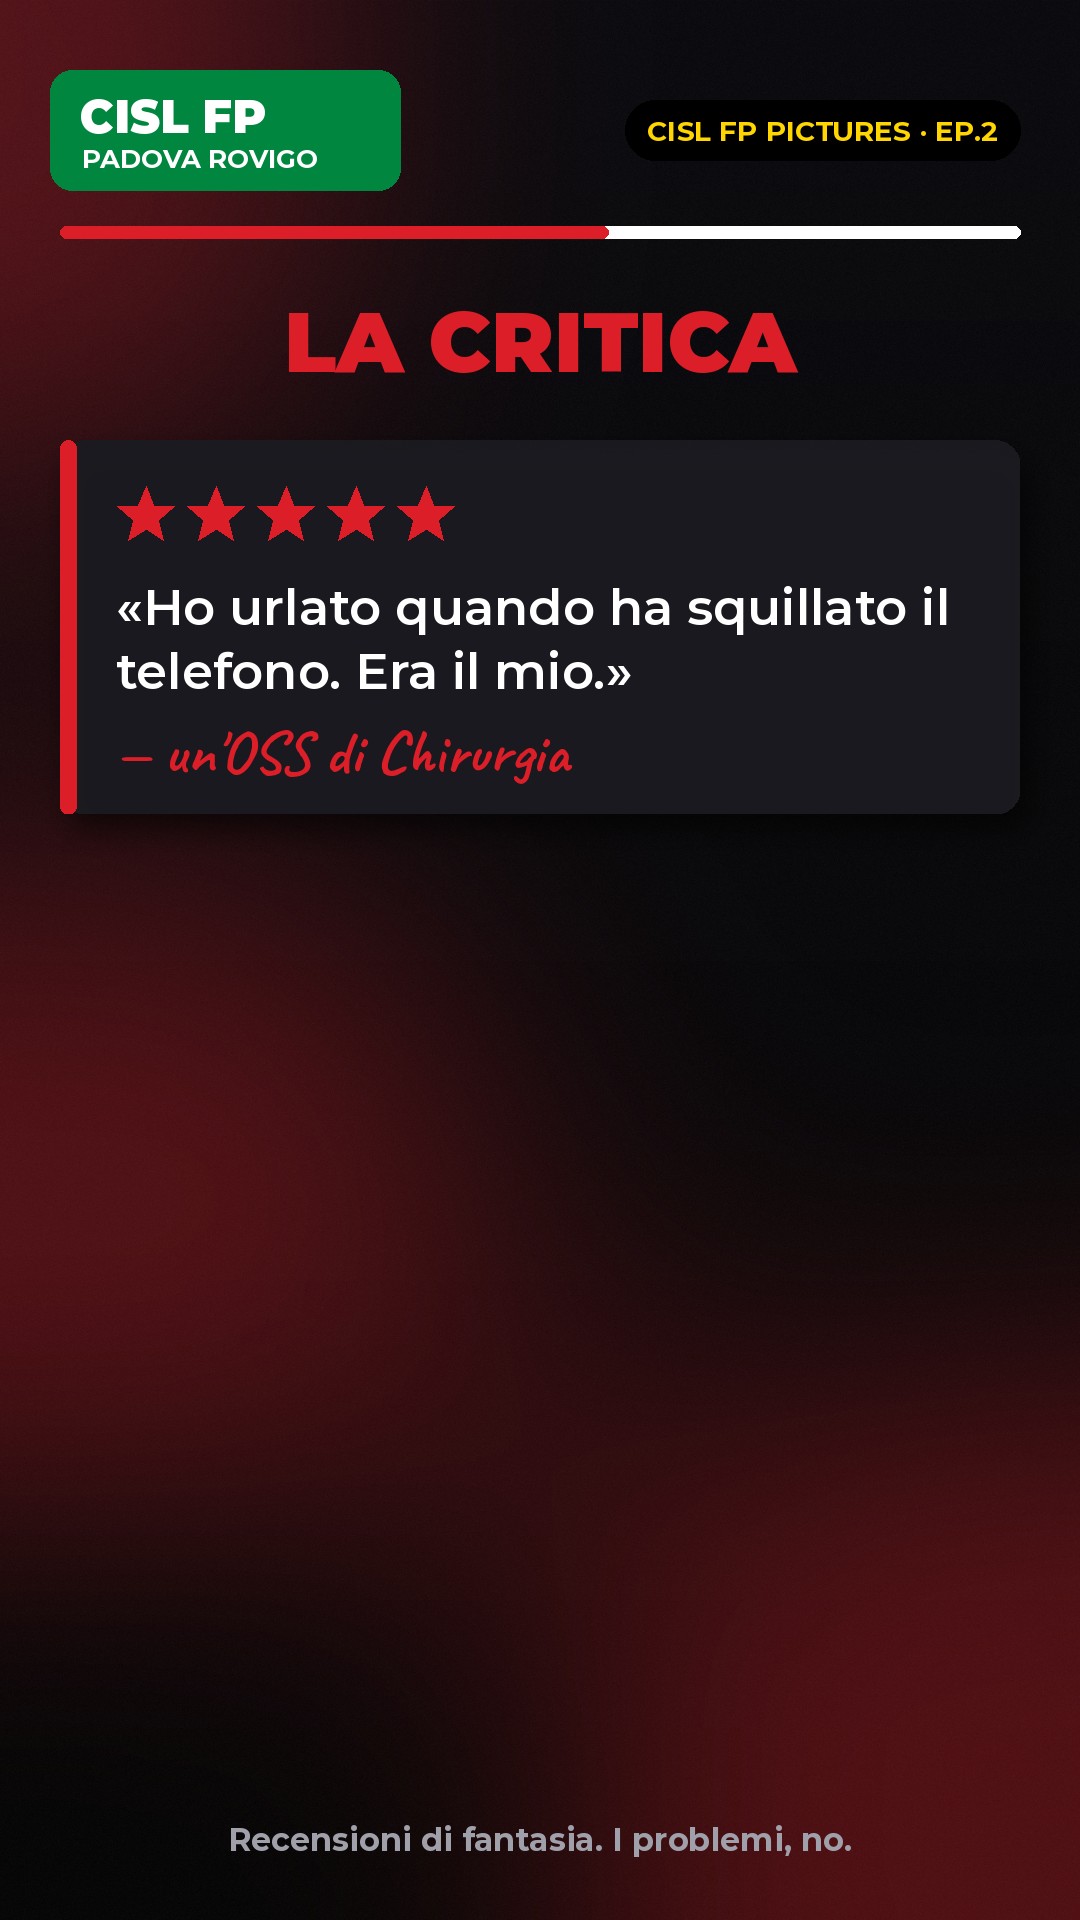 CISL FP
PADOVA ROVIGO
CISL FP PICTURES · EP.2
LA CRITICA
«Ho urlato quando ha squillato il
telefono. Era il mio.»
— un'OSS di Chirurgia
Recensioni di fantasia. I problemi, no.